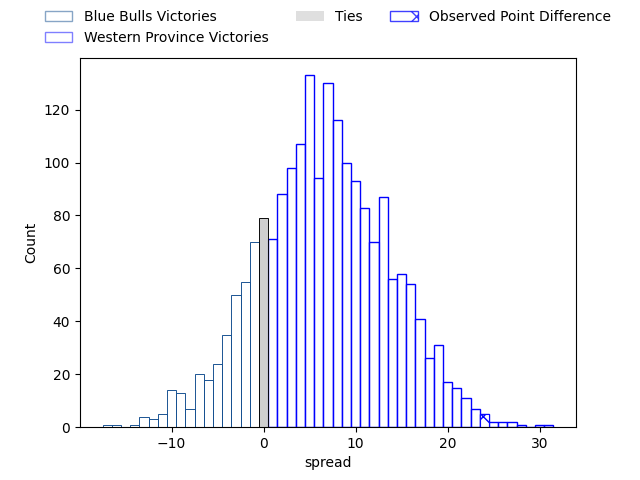 Blue Bulls Victories
Western Province Victories
Ties
Observed Point Difference
Count
120
100
80
60
40
20
0
−10
0
10
20
30
spread